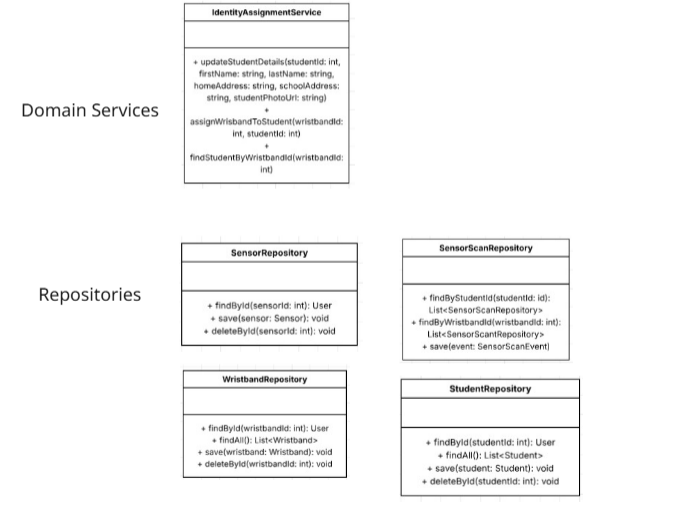 IdentityAssignmentService
+ updateStudentDetails(studentId: int,
firstName: string, lastName: string,
homeAddress: string, schoolAddress:
string, studentPhotoUrl: string)
+
assignWrisbandToStudent(wristbandId:
int, studentId: int)
+
findStudentByWristbandId(wristbandId:
int)
Domain Services
Repositories
SensorRepository
+ findById(sensorId: int): User
+ save(sensor: Sensor): void
+ deleteById(sensorId: int): void
SensorScanRepository
+ findByStudentId(studentId: id):
List<SensorScanRepository>
+ findByWristbandId(wristbandId: int):
List<SensorScantRepository>
+ save(event: SensorScanEvent)
WristbandRepository
+ findById(wristbandId: int): User
+ findAll(): List<Wristband>
+ save(wristband: Wristband): void
+ deleteById(wristbandId: int): void
StudentRepository
+ findById(studentId: int): User
+ findAll(): List<Student>
+ save(student: Student): void
+ deleteById(studentId: int): void